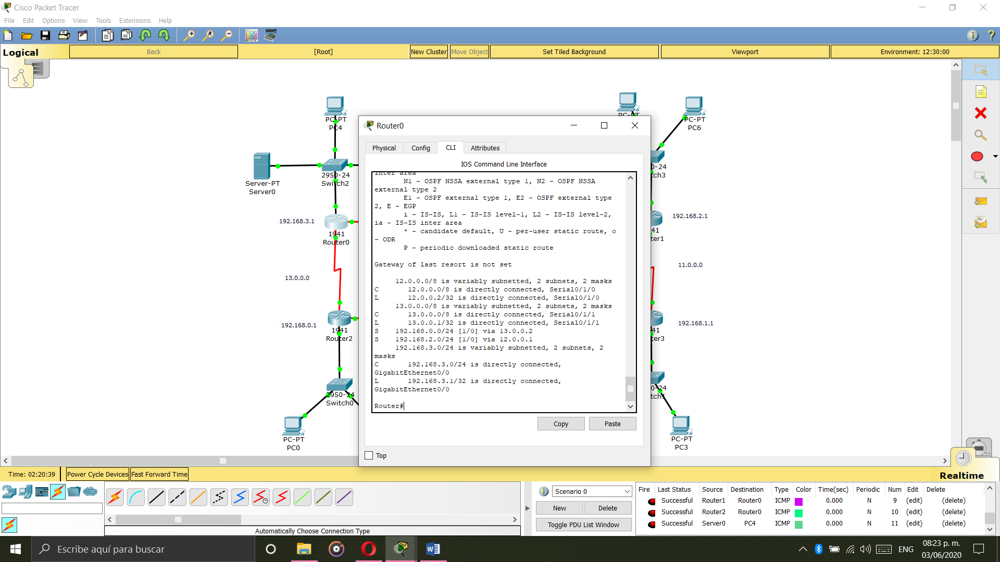 Cisco Packet Tracer
File Edit Options View Tools Extensions Help
Logical
Back
[Root]
New Cluster
Move Object
Set Tiled Background
Viewport
Environment: 12:30:00
PC-PT
PC4
PC-PT
PC-PT
PC6
Server-PT
Server0
2950-24
Switch2
0-24
tch3
192.168.3.1
1941
Router0
192.168.2.1
41
ter1
13.0.0.0
11.0.0.0
192.168.0.1
1941
Router2
192.168.1.1
41
ter3
2950-24
Switch0
0-24
tch1
PC-PT
PC0
PC-PT
PC3
Router0
Physical Config CLI Attributes
IOS Command Line Interface
inter area
N1 - OSPF NSSA external type 1, N2 - OSPF NSSA
external type 2
E1 - OSPF external type 1, E2 - OSPF external type
2, E - EGP
i - IS-IS, L1 - IS-IS level-1, L2 - IS-IS level-2,
ia - IS-IS inter area
* - candidate default, U - per-user static route, o
- ODR
P - periodic downloaded static route
Gateway of last resort is not set
12.0.0.0/8 is variably subnetted, 2 subnets, 2 masks
C 12.0.0.0/8 is directly connected, Serial0/1/0
L 12.0.0.2/32 is directly connected, Serial0/1/0
13.0.0.0/8 is variably subnetted, 2 subnets, 2 masks
C 13.0.0.0/8 is directly connected, Serial0/1/1
L 13.0.0.1/32 is directly connected, Serial0/1/1
S 192.168.0.0/24 [1/0] via 13.0.0.2
S 192.168.2.0/24 [1/0] via 12.0.0.1
192.168.3.0/24 is variably subnetted, 2 subnets, 2
masks
C 192.168.3.0/24 is directly connected,
GigabitEthernet0/0
L 192.168.3.1/32 is directly connected,
GigabitEthernet0/0
Router#
Copy Paste
Top
Time: 02:20:39
Power Cycle Devices
Fast Forward Time
Realtime
Automatically Choose Connection Type
Scenario 0
New Delete
Toggle PDU List Window
Fire Last Status Source Destination Type Color Time(sec) Periodic Num Edit Delete
Successful Router1 Router0 ICMP 0.000 N 9 (edit) (delete)
Successful Router2 Router0 ICMP 0.000 N 10 (edit) (delete)
Successful Server0 PC4 ICMP 0.000 N 11 (edit) (delete)
Escribe aquí para buscar
ENG
08:23 p. m.
03/06/2020